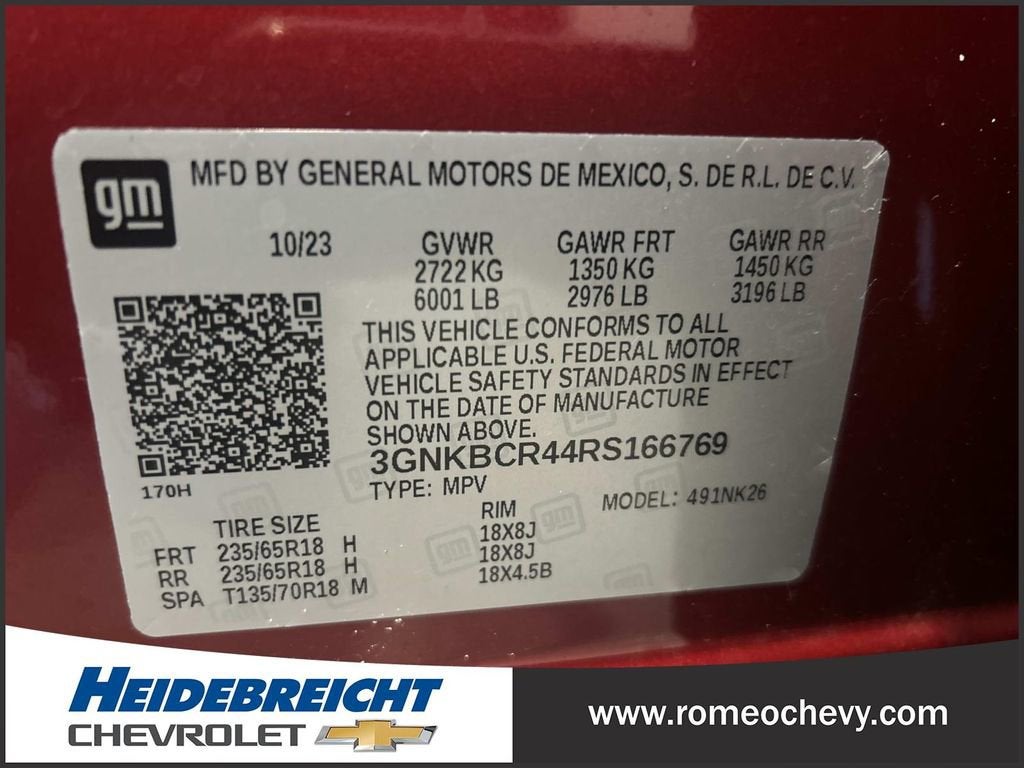 gm
MFD BY GENERAL MOTORS DE MEXICO, S. DE R.L. DE C.V.
10/23 GVWR GAWR FRT GAWR RR
2722 KG 1350 KG 1450 KG
6001 LB 2976 LB 3196 LB
THIS VEHICLE CONFORMS TO ALL
APPLICABLE U.S. FEDERAL MOTOR
VEHICLE SAFETY STANDARDS IN EFFECT
ON THE DATE OF MANUFACTURE
SHOWN ABOVE.
3GNKBCR44RS166769
170H
TYPE: MPV MODEL: 491NK26
TIRE SIZE RIM
FRT 235/65R18 H 18X8J
RR 235/65R18 H 18X8J
SPA T135/70R18 M 18X4.5B
HEIDEBREICHT
CHEVROLET
www.romeochevy.com